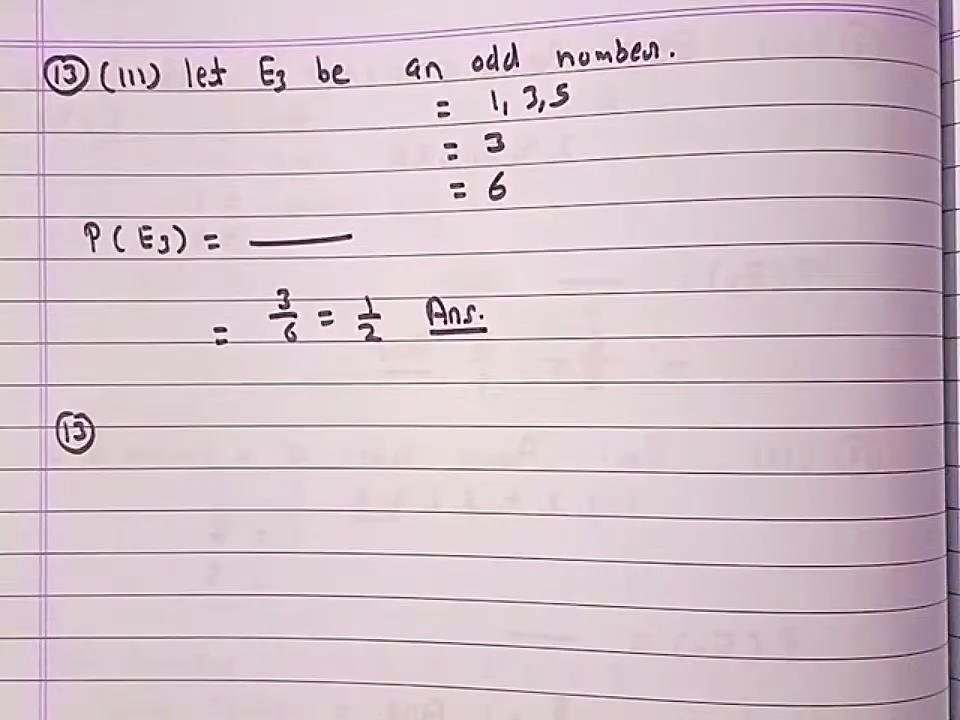 13 (iii) let E3 be an odd number.
= 1, 3, 5
= 3
= 6
P(E3) = ―
= 3/6 = 1/2 Ans.
13